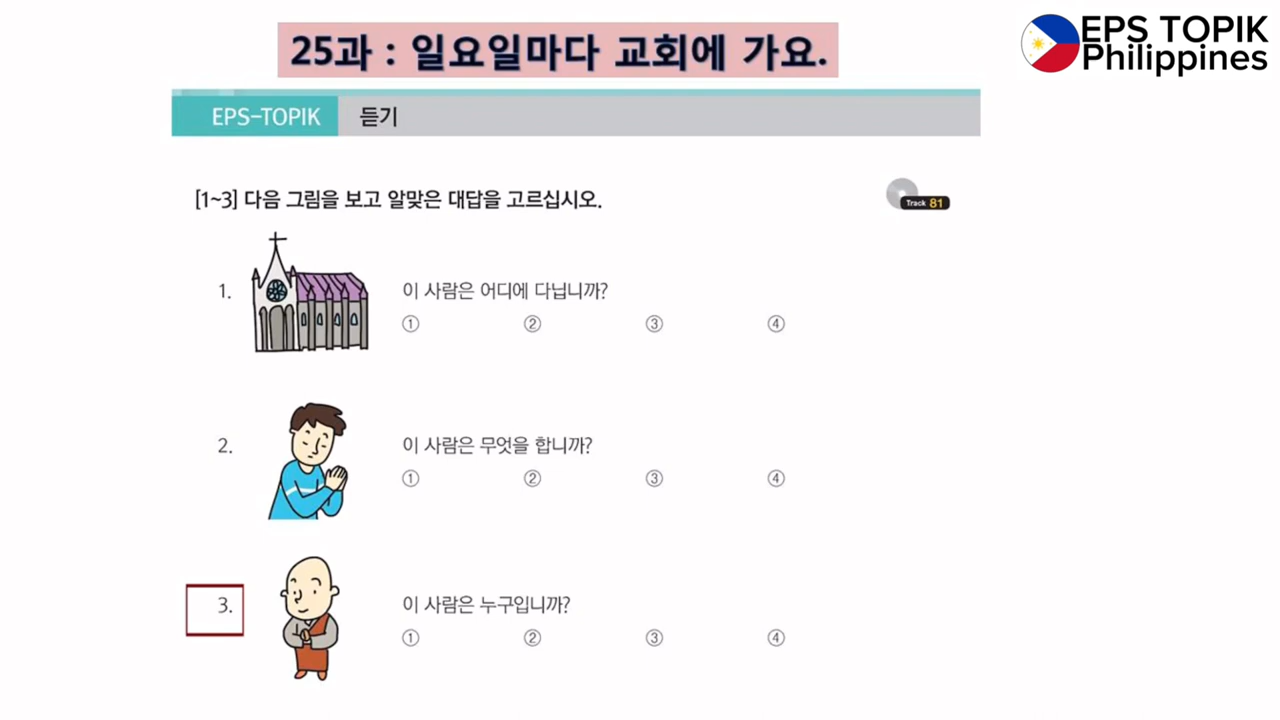 25과 : 일요일마다 교회에 가요.
EPS TOPIK
Philippines
EPS-TOPIK 듣기
[1~3] 다음 그림을 보고 알맞은 대답을 고르십시오.
Track 81
1. 이 사람은 어디에 다닙니까?
① ② ③ ④
2. 이 사람은 무엇을 합니까?
① ② ③ ④
3. 이 사람은 누구입니까?
① ② ③ ④